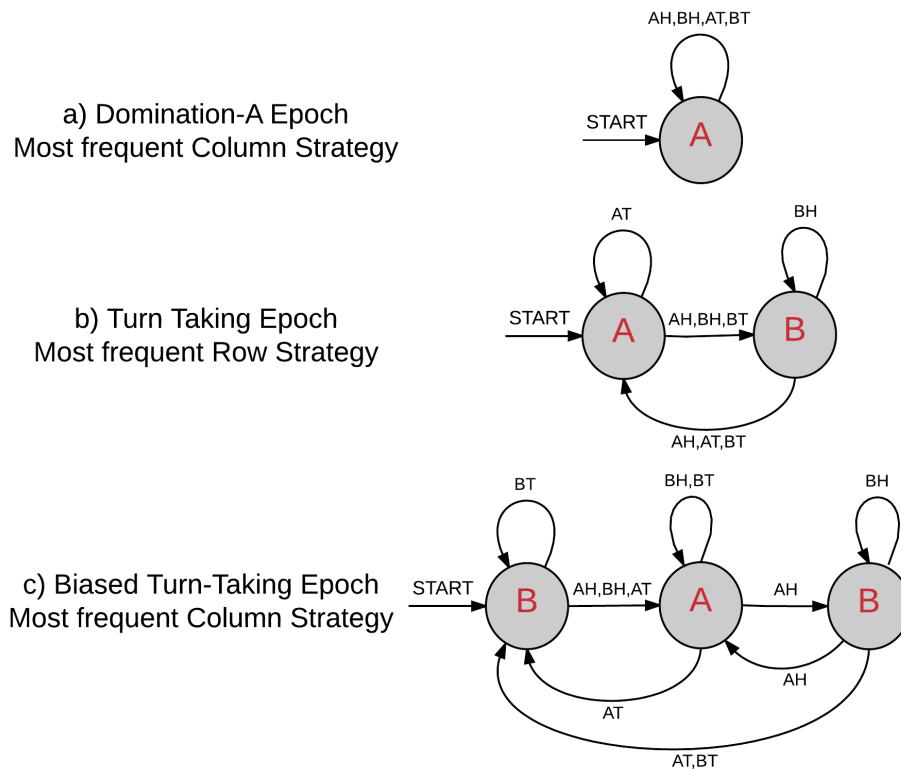 AH,BH,AT,BT
a) Domination-A Epoch
Most frequent Column Strategy
START
A
AT
BH
b) Turn Taking Epoch
Most frequent Row Strategy
START
A
AH,BH,BT
B
AH,AT,BT
BT
BH,BT
BH
c) Biased Turn-Taking Epoch
Most frequent Column Strategy
START
B
AH,BH,AT
A
AH
B
AH
AT
AT,BT